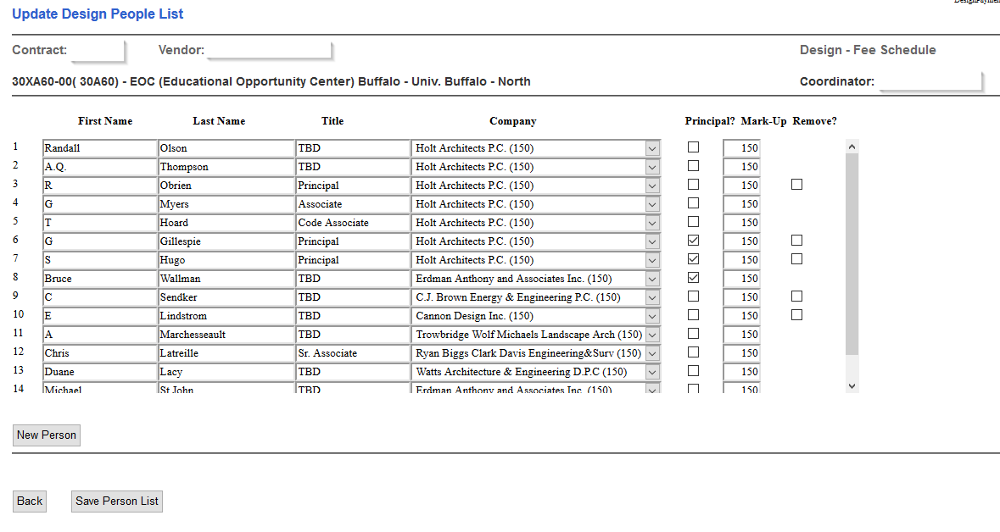 DesignPayment
Update Design People List
Contract: Vendor: Design - Fee Schedule
30XA60-00( 30A60) - EOC (Educational Opportunity Center) Buffalo - Univ. Buffalo - North Coordinator:
First Name Last Name Title Company Principal? Mark-Up Remove?
1 Randall Olson TBD Holt Architects P.C. (150) 150
2 A.Q. Thompson TBD Holt Architects P.C. (150) 150
3 R Obrien Principal Holt Architects P.C. (150) 150
4 G Myers Associate Holt Architects P.C. (150) 150
5 T Hoard Code Associate Holt Architects P.C. (150) 150
6 G Gillespie Principal Holt Architects P.C. (150) 150
7 S Hugo Principal Holt Architects P.C. (150) 150
8 Bruce Wallman TBD Erdman Anthony and Associates Inc. (150) 150
9 C Sendker TBD C.J. Brown Energy & Engineering P.C. (150) 150
10 E Lindstrom TBD Cannon Design Inc. (150) 150
11 A Marchesseault TBD Trowbridge Wolf Michaels Landscape Arch (150) 150
12 Chris Latreille Sr. Associate Ryan Biggs Clark Davis Engineering&Surv (150) 150
13 Duane Lacy TBD Watts Architecture & Engineering D.P.C (150) 150
14 Michael St John TBD Erdman Anthony and Associates Inc. (150) 150
New Person
Back Save Person List